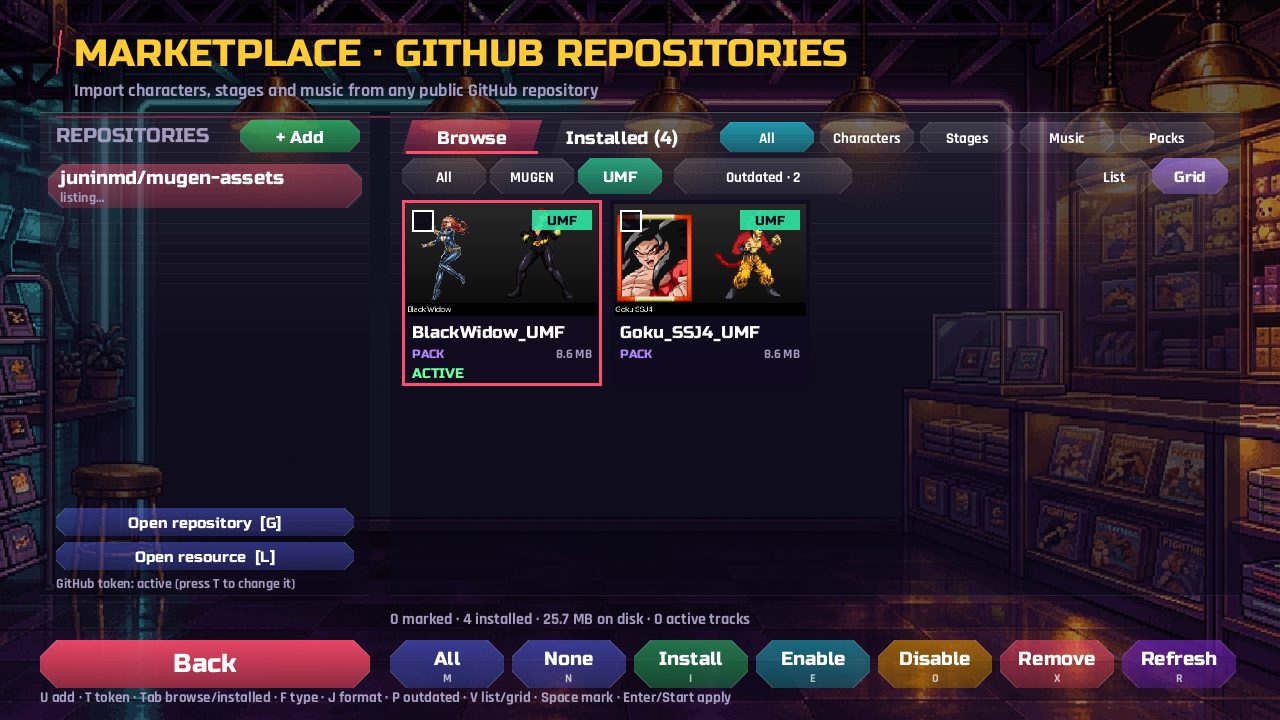 MARKETPLACE · GITHUB REPOSITORIES
Import characters, stages and music from any public GitHub repository
REPOSITORIES
+ Add
juninmd/mugen-assets
listing...
Open repository [G]
Open resource [L]
GitHub token: active (press T to change it)
Browse
Installed (4)
All
Characters
Stages
Music
Packs
All
MUGEN
UMF
Outdated · 2
List
Grid
UMF
Black Widow
BlackWidow_UMF
PACK
8.6 MB
ACTIVE
UMF
Goku SSJ4
Goku_SSJ4_UMF
PACK
8.6 MB
0 marked · 4 installed · 25.7 MB on disk · 0 active tracks
Back
All
M
None
N
Install
I
Enable
E
Disable
O
Remove
X
Refresh
R
U add · T token · Tab browse/installed · F type · J format · P outdated · V list/grid · Space mark · Enter/Start apply